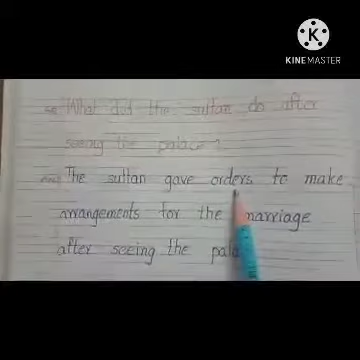 KINEMASTER
What did the sultan do after
seeing the palace ?
The sultan gave orders to make
arrangements for the marriage
after seeing the